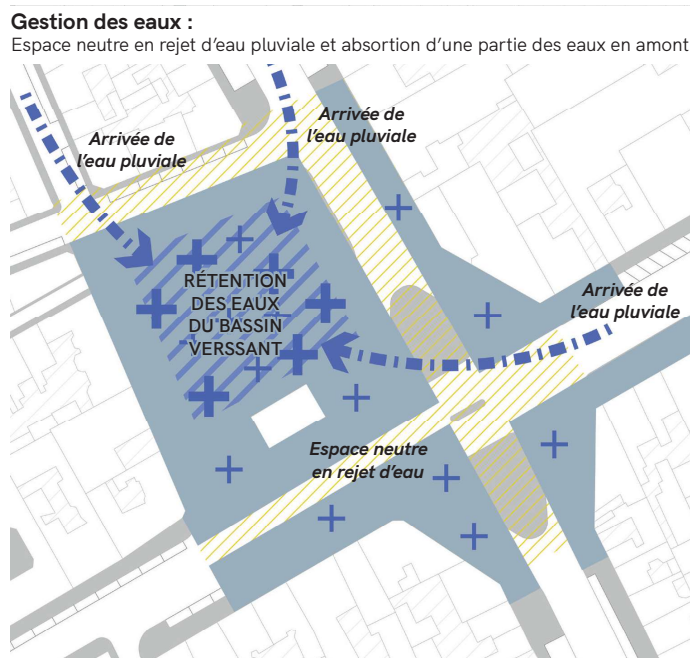 Gestion des eaux :
Espace neutre en rejet d'eau pluviale et absortion d'une partie des eaux en amont
Arrivée de
l'eau pluviale
Arrivée de
l'eau pluviale
RÉTENTION
DES EAUX
DU BASSIN
VERSSANT
Arrivée de
l'eau pluviale
Espace neutre
en rejet d'eau